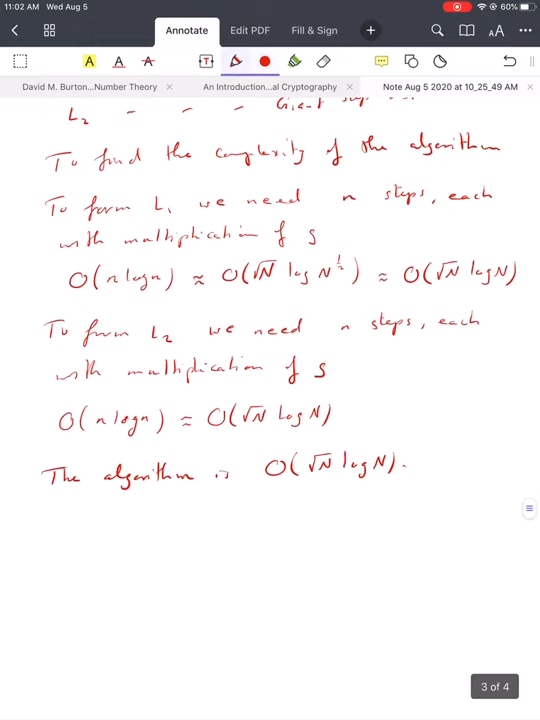 11:02 AM Wed Aug 5
60%
Annotate Edit PDF Fill & Sign
David M. Burton...Number Theory An Introduction...al Cryptography Note Aug 5 2020 at 10_25_49 AM
L₂ - - - Giant step
To find the complexity of the algorithm
To form L₁ we need n steps, each
with multiplication of g
O(n log n) ≈ O(√N log N^½) ≈ O(√N log N)
To form L₂ we need n steps, each
with multiplication of g
O(n log n) ≈ O(√N log N)
The algorithm is O(√N log N).
3 of 4